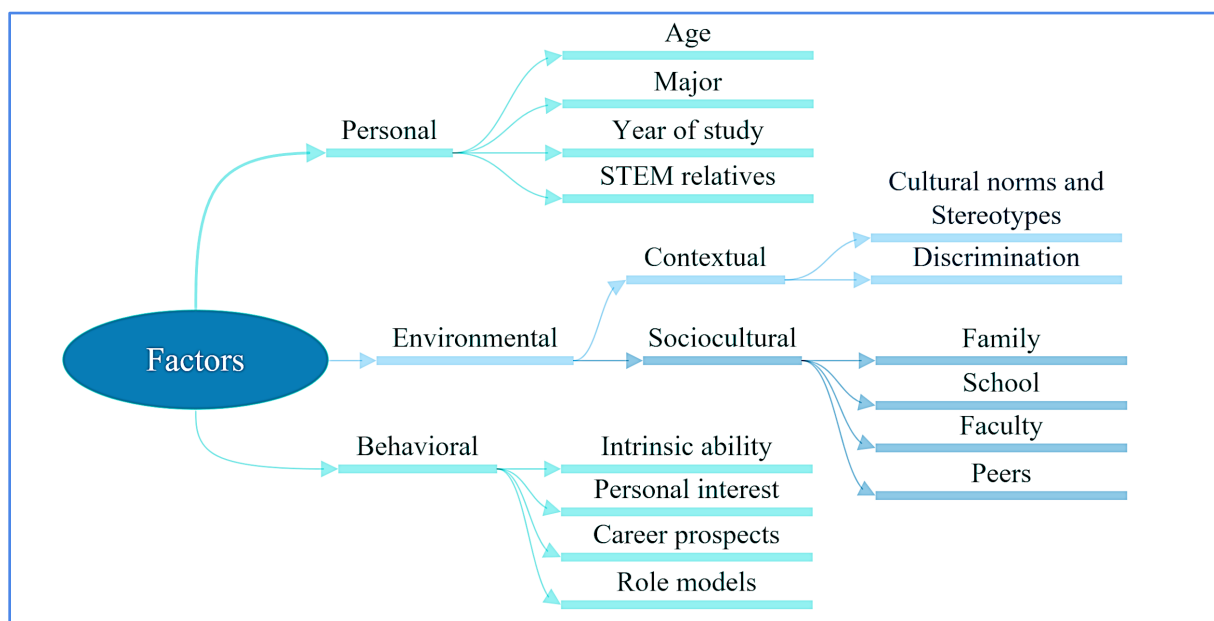 Age
Major
Personal
Year of study
STEM relatives
Cultural norms and
Stereotypes
Contextual
Discrimination
Factors
Environmental
Sociocultural
Family
School
Faculty
Peers
Behavioral
Intrinsic ability
Personal interest
Career prospects
Role models